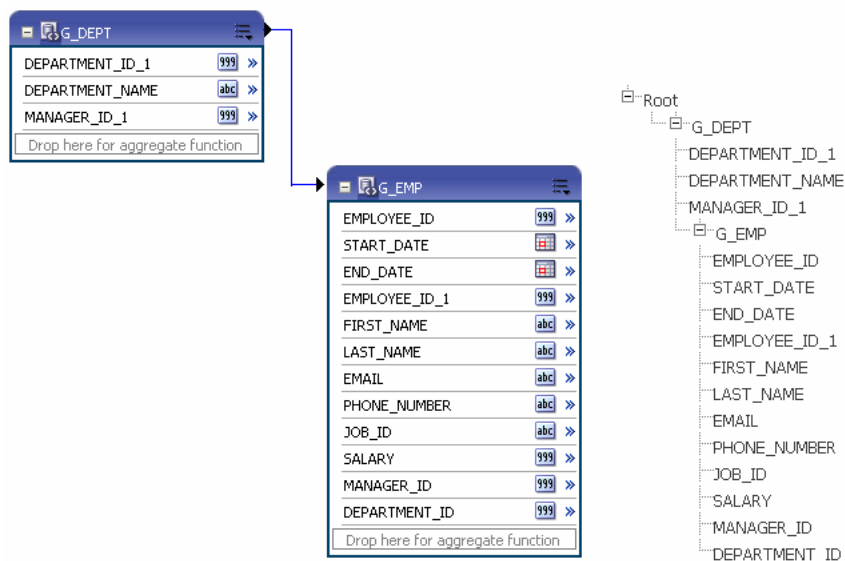 G_DEPT
DEPARTMENT_ID_1 999 »
DEPARTMENT_NAME abc »
MANAGER_ID_1 999 »
Drop here for aggregate function
G_EMP
EMPLOYEE_ID 999 »
START_DATE »
END_DATE »
EMPLOYEE_ID_1 999 »
FIRST_NAME abc »
LAST_NAME abc »
EMAIL abc »
PHONE_NUMBER abc »
JOB_ID abc »
SALARY 999 »
MANAGER_ID 999 »
DEPARTMENT_ID 999 »
Drop here for aggregate function
Root
G_DEPT
DEPARTMENT_ID_1
DEPARTMENT_NAME
MANAGER_ID_1
G_EMP
EMPLOYEE_ID
START_DATE
END_DATE
EMPLOYEE_ID_1
FIRST_NAME
LAST_NAME
EMAIL
PHONE_NUMBER
JOB_ID
SALARY
MANAGER_ID
DEPARTMENT_ID